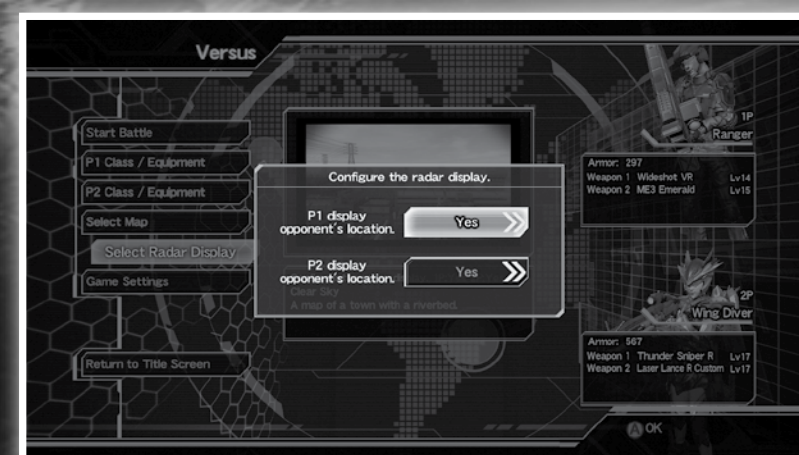 Versus
Start Battle
P1 Class / Equipment
P2 Class / Equipment
Select Map
Select Radar Display
Game Settings
Return to Title Screen
Configure the radar display.
P1 display
opponent's location.
Yes
P2 display
opponent's location.
Yes
Clear Sky
A map of a town with a riverbed.
1P
Ranger
Armor: 297
Weapon 1 Wideshot VR Lv14
Weapon 2 ME3 Emerald Lv15
2P
Wing Diver
Armor: 567
Weapon 1 Thunder Sniper R Lv17
Weapon 2 Laser Lance R Custom Lv17
A OK